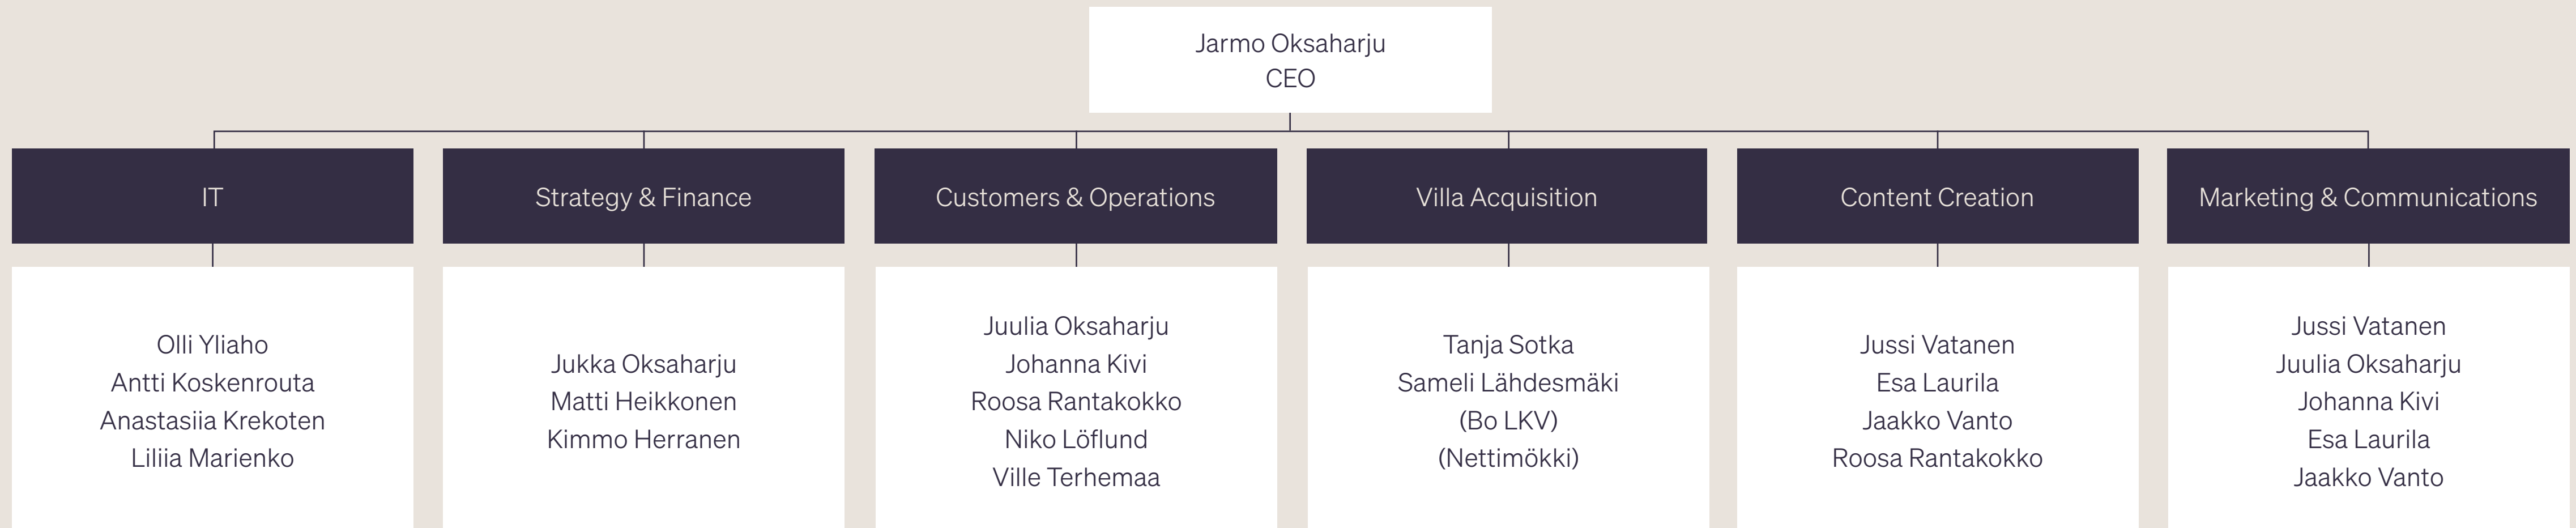 Jarmo Oksaharju
CEO
IT
Strategy & Finance
Customers & Operations
Villa Acquisition
Content Creation
Marketing & Communications
Olli Yliaho
Antti Koskenrouta
Anastasiia Krekoten
Liliia Marienko
Jukka Oksaharju
Matti Heikkonen
Kimmo Herranen
Juulia Oksaharju
Johanna Kivi
Roosa Rantakokko
Niko Löflund
Ville Terhemaa
Tanja Sotka
Sameli Lähdesmäki
(Bo LKV)
(Nettimökki)
Jussi Vatanen
Esa Laurila
Jaakko Vanto
Roosa Rantakokko
Jussi Vatanen
Juulia Oksaharju
Johanna Kivi
Esa Laurila
Jaakko Vanto